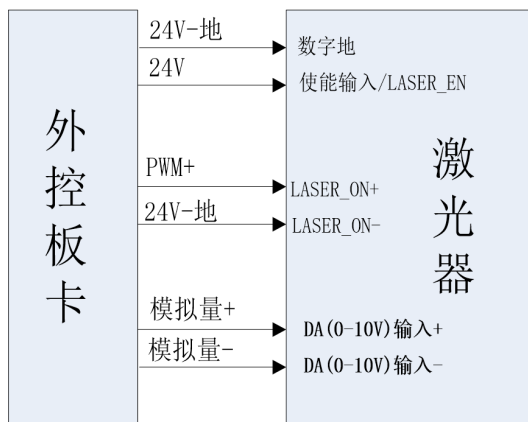 24V-地
数字地
24V
使能输入/LASER_EN
外控板卡
激光器
PWM+
LASER_ON+
24V-地
LASER_ON-
模拟量+
DA(0-10V)输入+
模拟量-
DA(0-10V)输入-